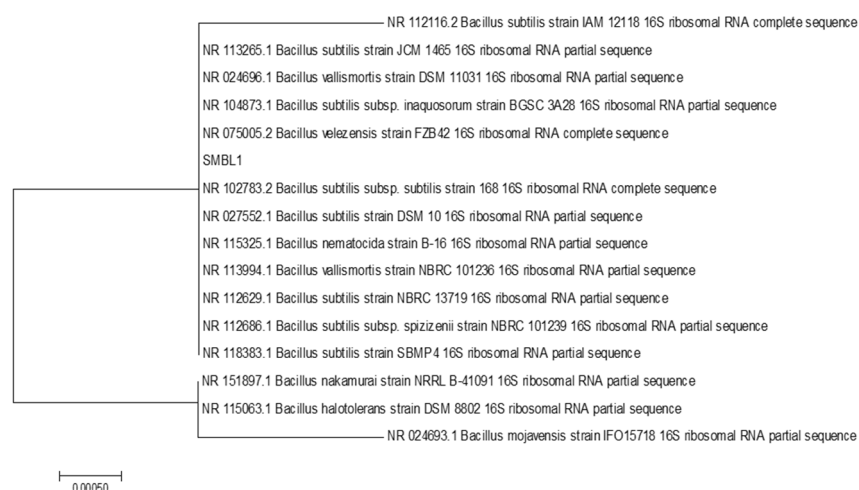 NR 112116.2 Bacillus subtilis strain IAM 12118 16S ribosomal RNA complete sequence
NR 113265.1 Bacillus subtilis strain JCM 1465 16S ribosomal RNA partial sequence
NR 024696.1 Bacillus vallismortis strain DSM 11031 16S ribosomal RNA partial sequence
NR 104873.1 Bacillus subtilis subsp. inaquosorum strain BGSC 3A28 16S ribosomal RNA partial sequence
NR 075005.2 Bacillus velezensis strain FZB42 16S ribosomal RNA complete sequence
SMBL1
NR 102783.2 Bacillus subtilis subsp. subtilis strain 168 16S ribosomal RNA complete sequence
NR 027552.1 Bacillus subtilis strain DSM 10 16S ribosomal RNA partial sequence
NR 115325.1 Bacillus nematocida strain B-16 16S ribosomal RNA partial sequence
NR 113994.1 Bacillus vallismortis strain NBRC 101236 16S ribosomal RNA partial sequence
NR 112629.1 Bacillus subtilis strain NBRC 13719 16S ribosomal RNA partial sequence
NR 112686.1 Bacillus subtilis subsp. spizizenii strain NBRC 101239 16S ribosomal RNA partial sequence
NR 118383.1 Bacillus subtilis strain SBMP4 16S ribosomal RNA partial sequence
NR 151897.1 Bacillus nakamurai strain NRRL B-41091 16S ribosomal RNA partial sequence
NR 115063.1 Bacillus halotolerans strain DSM 8802 16S ribosomal RNA partial sequence
NR 024693.1 Bacillus mojavensis strain IFO15718 16S ribosomal RNA partial sequence
0.00050